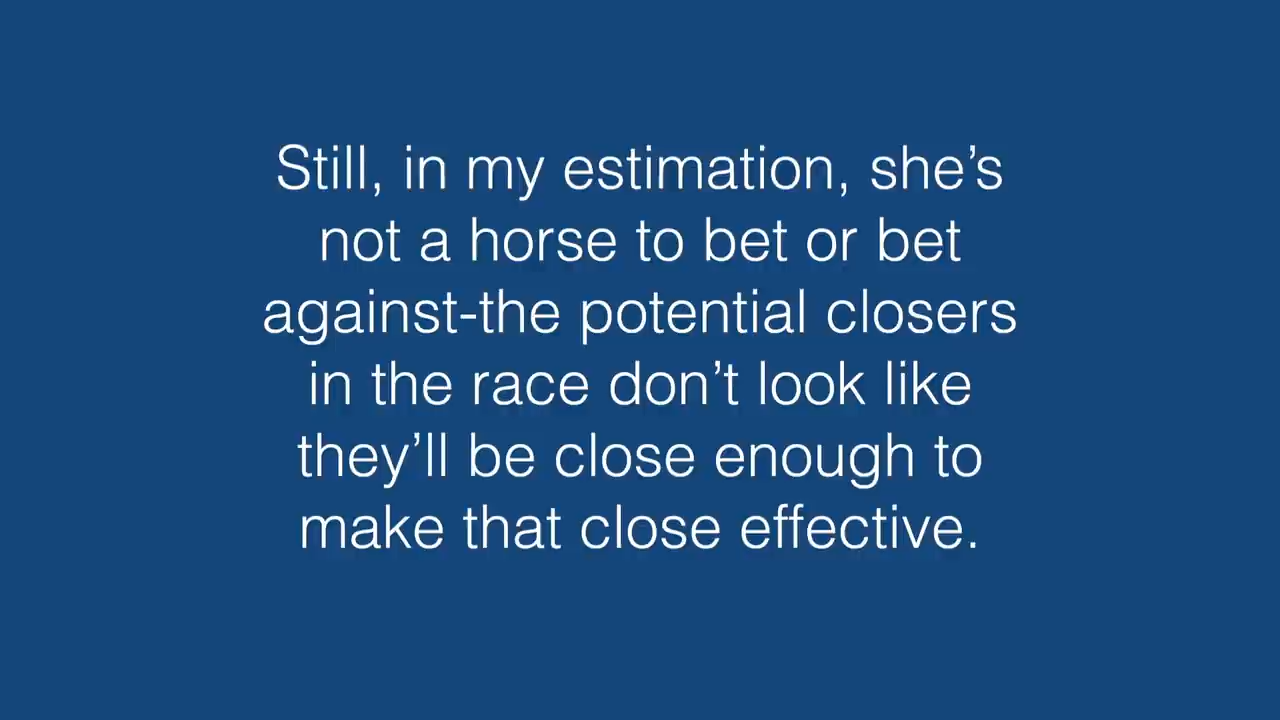 Still, in my estimation, she’s
not a horse to bet or bet
against-the potential closers
in the race don’t look like
they’ll be close enough to
make that close effective.